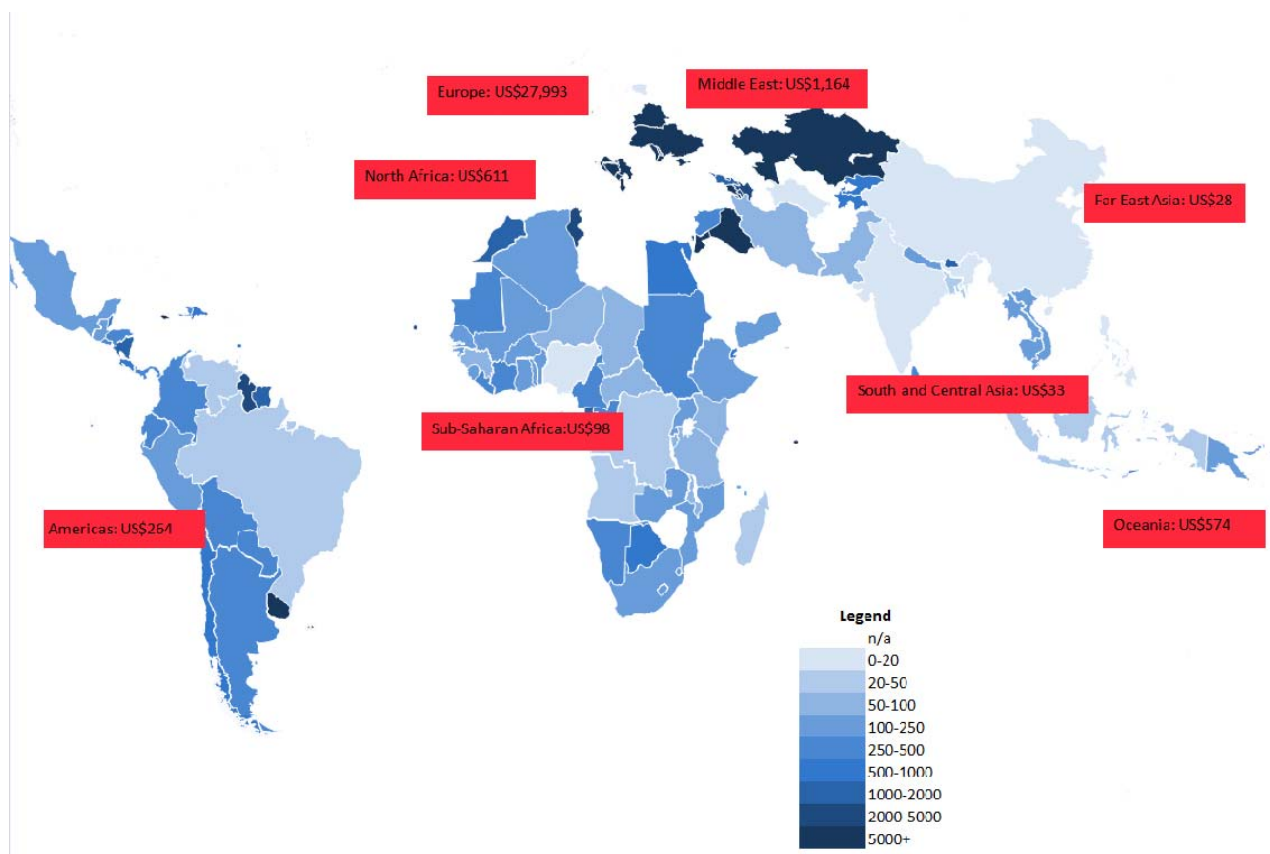 Europe: US$27,993
Middle East: US$1,164
North Africa: US$611
Far East Asia: US$28
South and Central Asia: US$33
Sub-Saharan Africa:US$98
Americas: US$264
Oceania: US$574
Legend
n/a
0-20
20-50
50-100
100-250
250-500
500-1000
1000-2000
2000-5000
5000+